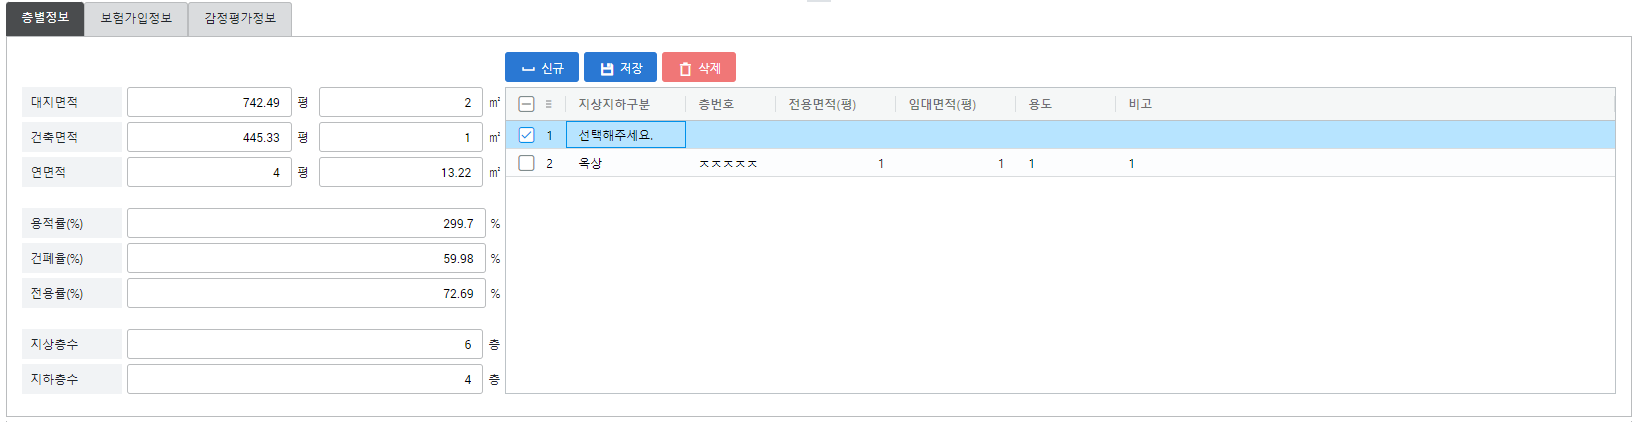 층별정보 보험가입정보 감정평가정보
신규 저장 삭제
대지면적 742.49 평 2 ㎡
건축면적 445.33 평 1 ㎡
연면적 4 평 13.22 ㎡
용적률(%) 299.7 %
건폐율(%) 59.98 %
전용률(%) 72.69 %
지상층수 6 층
지하층수 4 층
지상지하구분 층번호 전용면적(평) 임대면적(평) 용도 비고
1 선택해주세요.
2 옥상 ㅈㅈㅈㅈㅈ 1 1 1 1